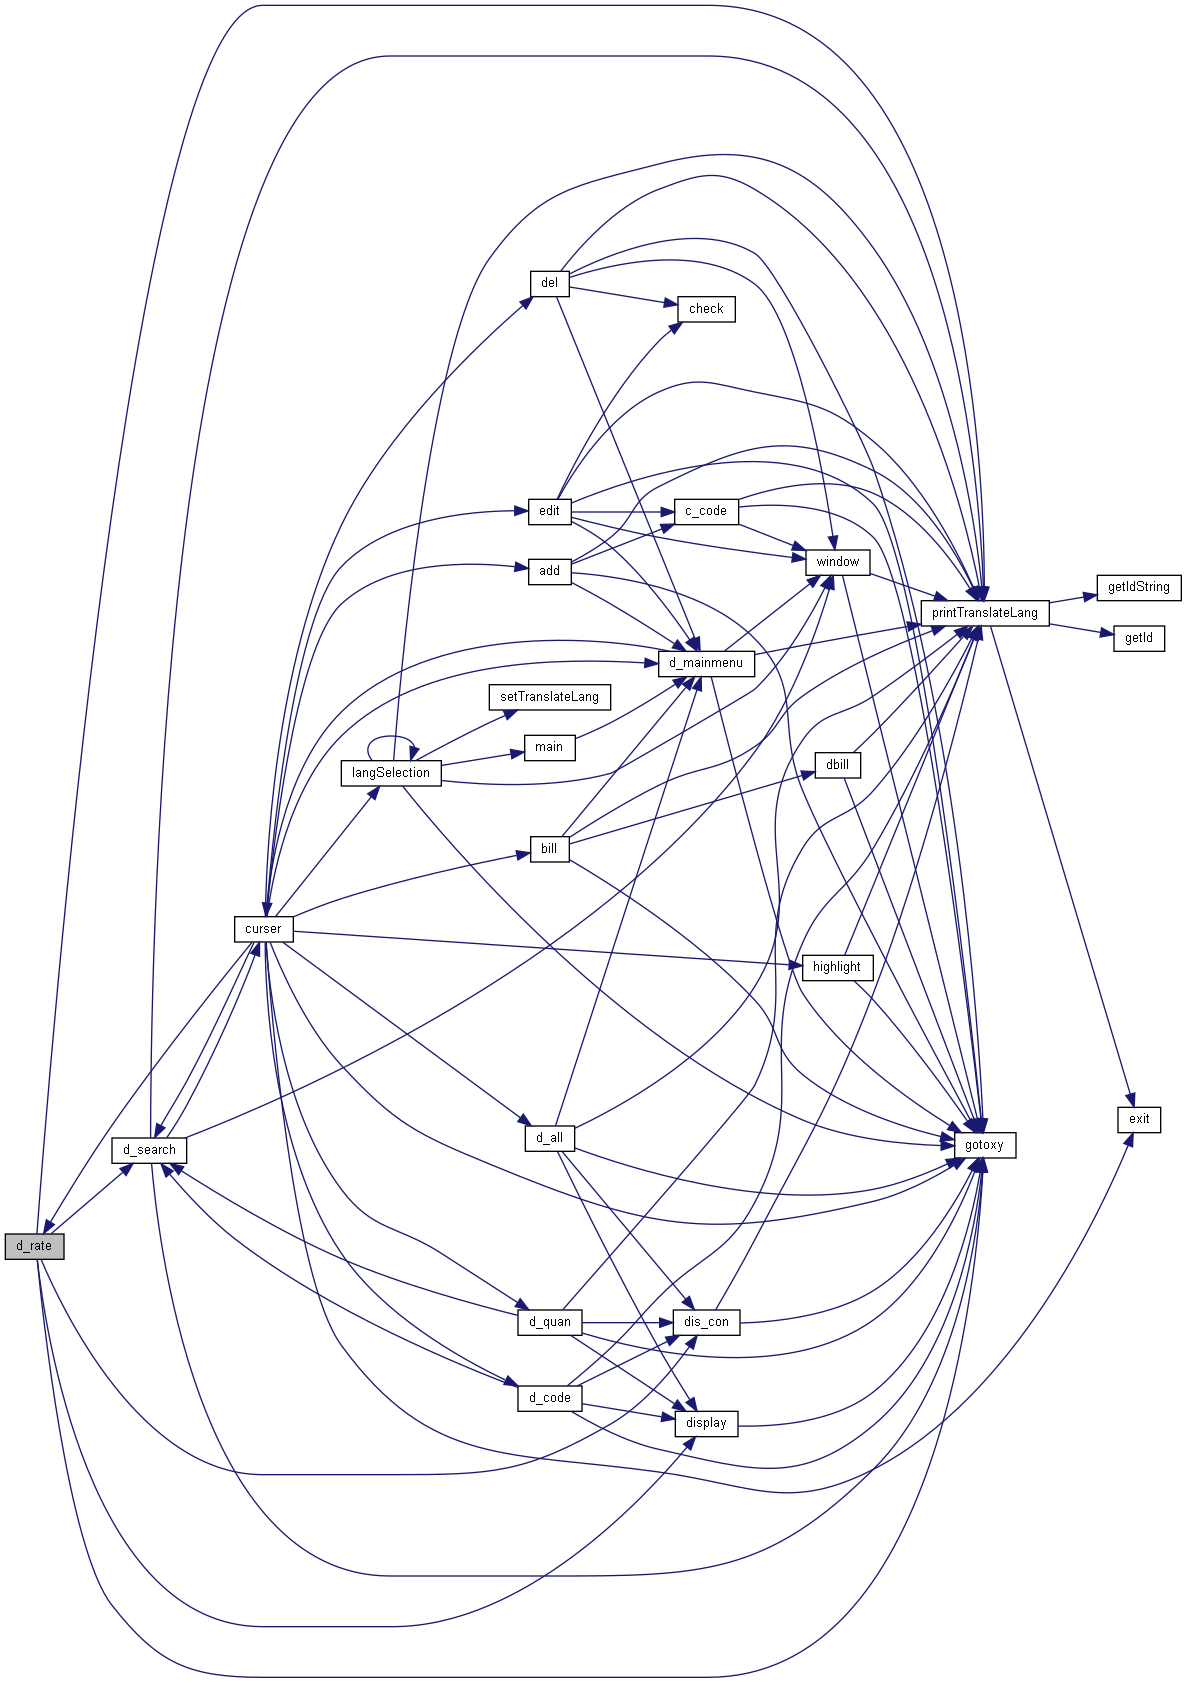 del
check
edit
c_code
add
window
getIdString
printTranslateLang
getId
d_mainmenu
setTranslateLang
main
langSelection
dbill
bill
curser
highlight
exit
d_all
gotoxy
d_search
d_rate
d_quan
dis_con
d_code
display